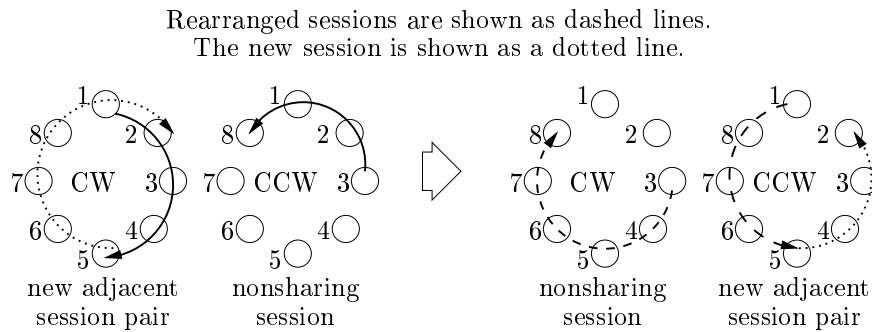 Rearranged sessions are shown as dashed lines.
The new session is shown as a dotted line.
1
2
3
4
5
6
7
8
CW
1
2
3
4
5
6
7
8
CCW
1
2
3
4
5
6
7
8
CW
1
2
3
4
5
6
7
8
CCW
new adjacent
session pair
nonsharing
session
nonsharing
session
new adjacent
session pair